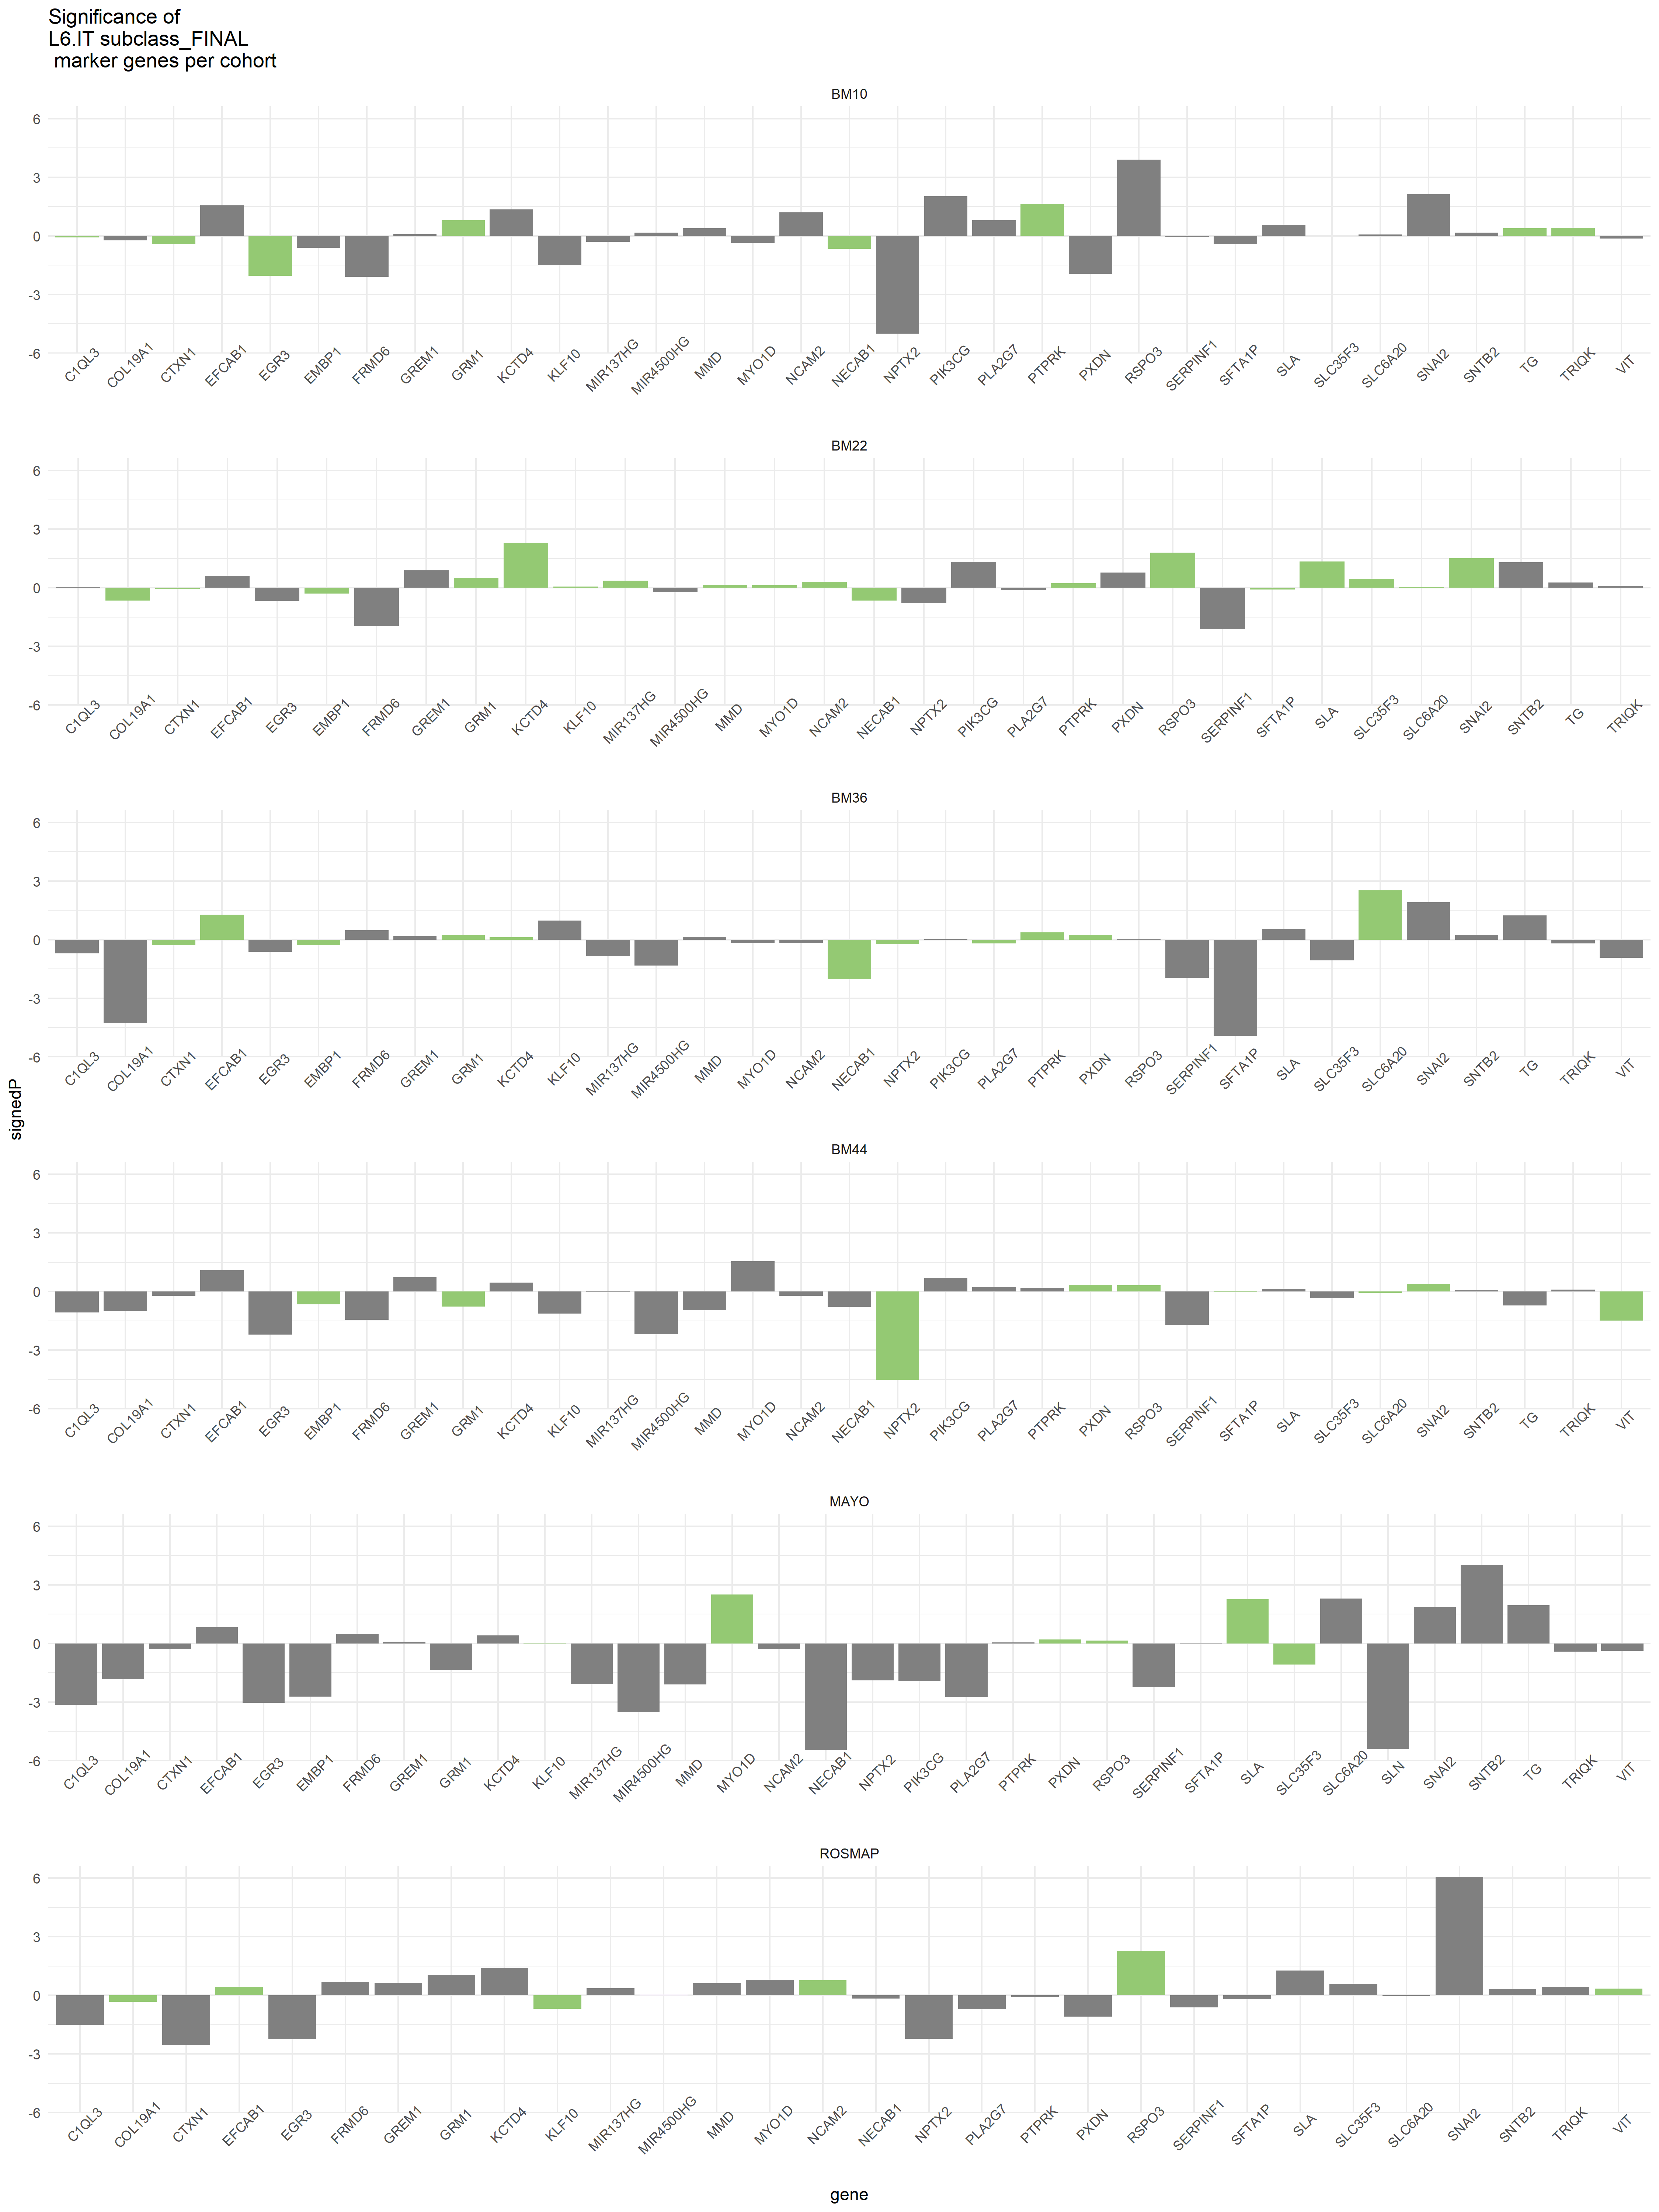 Significance of
L6.IT subclass_FINAL
marker genes per cohort
signedP
BM10
6
3
0
-3
-6
C1QL3 COL19A1 CTXN1 EFCAB1 EGR3 EMBP1 FRMD6 GREM1 GRM1 KCTD4 KLF10 MIR137HG MIR4500HG MMD MYO1D NCAM2 NECAB1 NPTX2 PIK3CG PLA2G7 PTPRK PXDN RSPO3 SERPINF1 SFTA1P SLA SLC35F3 SLC6A20 SNAI2 SNTB2 TG TRIQK VIT
BM22
6
3
0
-3
-6
C1QL3 COL19A1 CTXN1 EFCAB1 EGR3 EMBP1 FRMD6 GREM1 GRM1 KCTD4 KLF10 MIR137HG MIR4500HG MMD MYO1D NCAM2 NECAB1 NPTX2 PIK3CG PLA2G7 PTPRK PXDN RSPO3 SERPINF1 SFTA1P SLA SLC35F3 SLC6A20 SNAI2 SNTB2 TG TRIQK
BM36
6
3
0
-3
-6
C1QL3 COL19A1 CTXN1 EFCAB1 EGR3 EMBP1 FRMD6 GREM1 GRM1 KCTD4 KLF10 MIR137HG MIR4500HG MMD MYO1D NCAM2 NECAB1 NPTX2 PIK3CG PLA2G7 PTPRK PXDN RSPO3 SERPINF1 SFTA1P SLA SLC35F3 SLC6A20 SNAI2 SNTB2 TG TRIQK VIT
BM44
6
3
0
-3
-6
C1QL3 COL19A1 CTXN1 EFCAB1 EGR3 EMBP1 FRMD6 GREM1 GRM1 KCTD4 KLF10 MIR137HG MIR4500HG MMD MYO1D NCAM2 NECAB1 NPTX2 PIK3CG PLA2G7 PTPRK PXDN RSPO3 SERPINF1 SFTA1P SLA SLC35F3 SLC6A20 SNAI2 SNTB2 TG TRIQK VIT
MAYO
6
3
0
-3
-6
C1QL3 COL19A1 CTXN1 EFCAB1 EGR3 EMBP1 FRMD6 GREM1 GRM1 KCTD4 KLF10 MIR137HG MIR4500HG MMD MYO1D NCAM2 NECAB1 NPTX2 PIK3CG PLA2G7 PTPRK PXDN RSPO3 SERPINF1 SFTA1P SLA SLC35F3 SLC6A20 SLN SNAI2 SNTB2 TG TRIQK VIT
ROSMAP
6
3
0
-3
-6
C1QL3 COL19A1 CTXN1 EFCAB1 EGR3 FRMD6 GREM1 GRM1 KCTD4 KLF10 MIR137HG MIR4500HG MMD MYO1D NCAM2 NECAB1 NPTX2 PLA2G7 PTPRK PXDN RSPO3 SERPINF1 SFTA1P SLA SLC35F3 SLC6A20 SNAI2 SNTB2 TRIQK VIT
gene